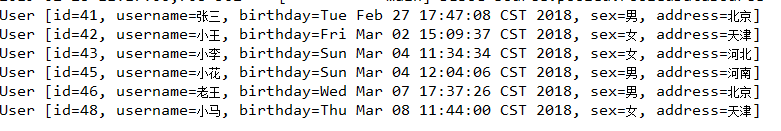 User [id=41, username=张三, birthday=Tue Feb 27 17:47:08 CST 2018, sex=男, address=北京]
User [id=42, username=小王, birthday=Fri Mar 02 15:09:37 CST 2018, sex=女, address=天津]
User [id=43, username=小李, birthday=Sun Mar 04 11:34:34 CST 2018, sex=女, address=河北]
User [id=45, username=小花, birthday=Sun Mar 04 12:04:06 CST 2018, sex=男, address=河南]
User [id=46, username=老王, birthday=Wed Mar 07 17:37:26 CST 2018, sex=男, address=北京]
User [id=48, username=小马, birthday=Thu Mar 08 11:44:00 CST 2018, sex=女, address=天津]